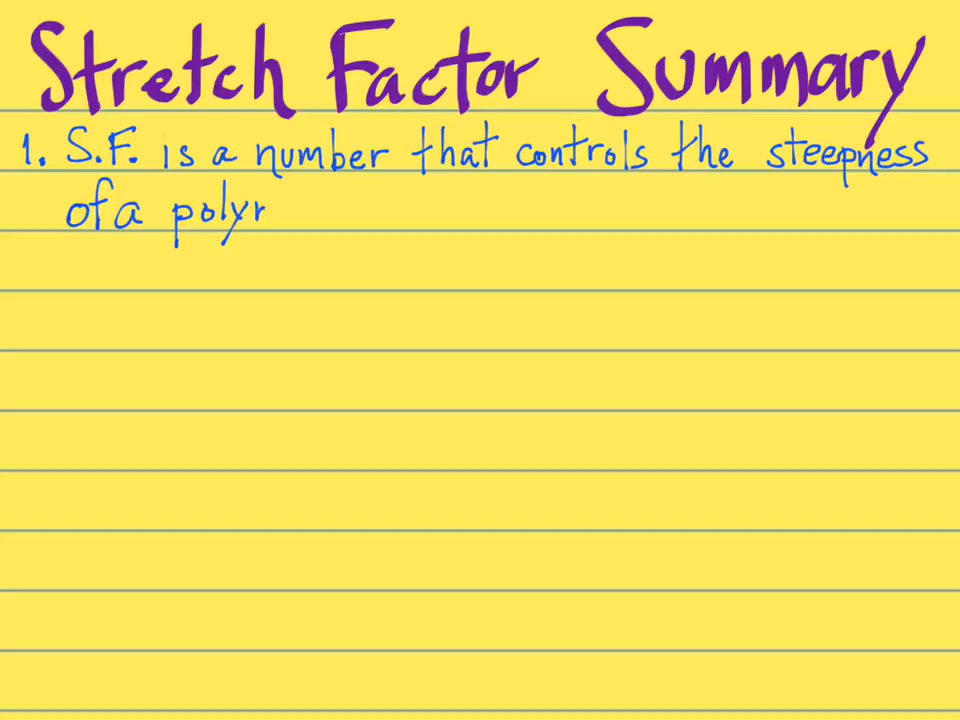 Stretch Factor Summary
1. S.F. is a number that controls the steepness
of a polyr